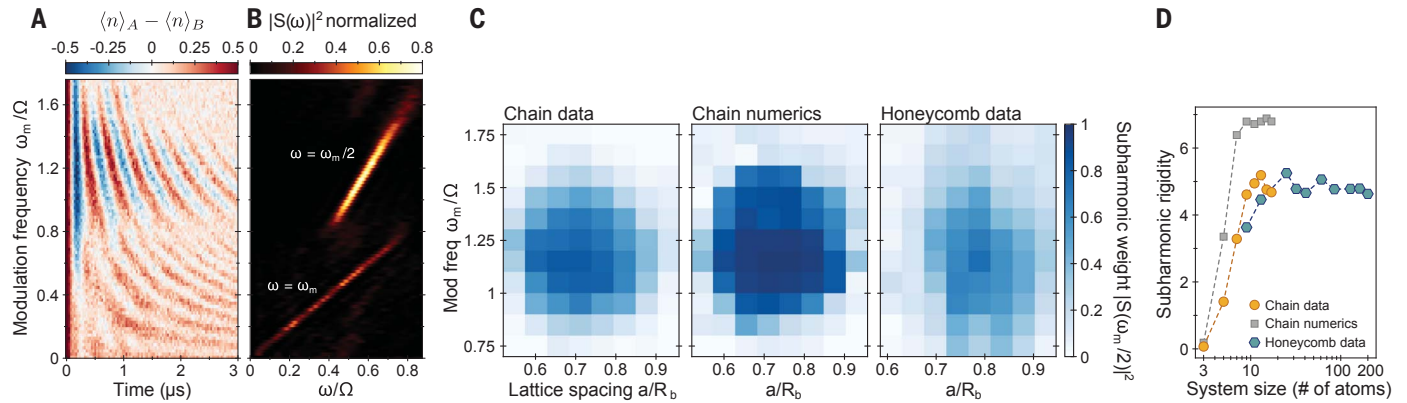 A
⟨n⟩A − ⟨n⟩B
-0.5 -0.25 0 0.25 0.5
Modulation frequency ωm/Ω
1.6
1.2
0.8
0.4
0
0 1 2 3
Time (µs)
B
|S(ω)|² normalized
0 0.2 0.4 0.6 0.8
ω = ωm/2
ω = ωm
0 0.2 0.4 0.6 0.8
ω/Ω
C
Chain data
Chain numerics
Honeycomb data
Mod freq ωm/Ω
1.75
1.5
1.25
1
0.75
0.6 0.7 0.8 0.9
Lattice spacing a/Rb
0.6 0.7 0.8 0.9
a/Rb
0.6 0.7 0.8 0.9
a/Rb
1
0.8
0.6
0.4
0.2
0
Subharmonic weight |S(ωm/2)|²
D
Subharmonic rigidity
6
4
2
0
Chain data
Chain numerics
Honeycomb data
3 10 100 200
System size (# of atoms)